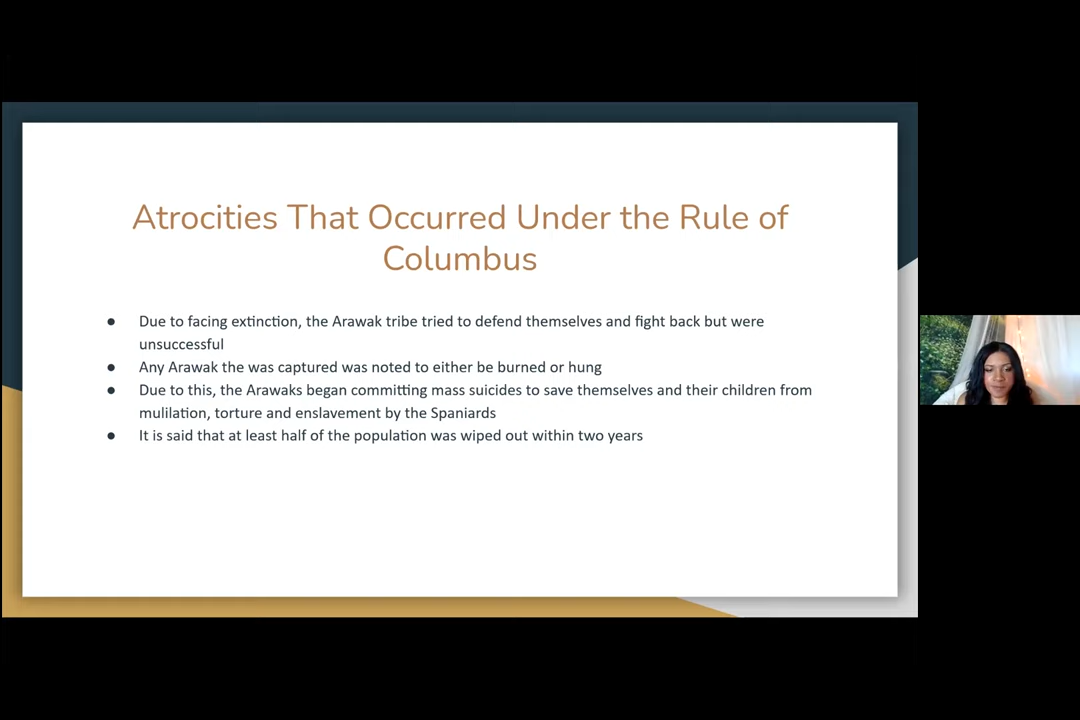 Atrocities That Occurred Under the Rule of
Columbus
● Due to facing extinction, the Arawak tribe tried to defend themselves and fight back but were
unsuccessful
● Any Arawak the was captured was noted to either be burned or hung
● Due to this, the Arawaks began committing mass suicides to save themselves and their children from
mulilation, torture and enslavement by the Spaniards
● It is said that at least half of the population was wiped out within two years